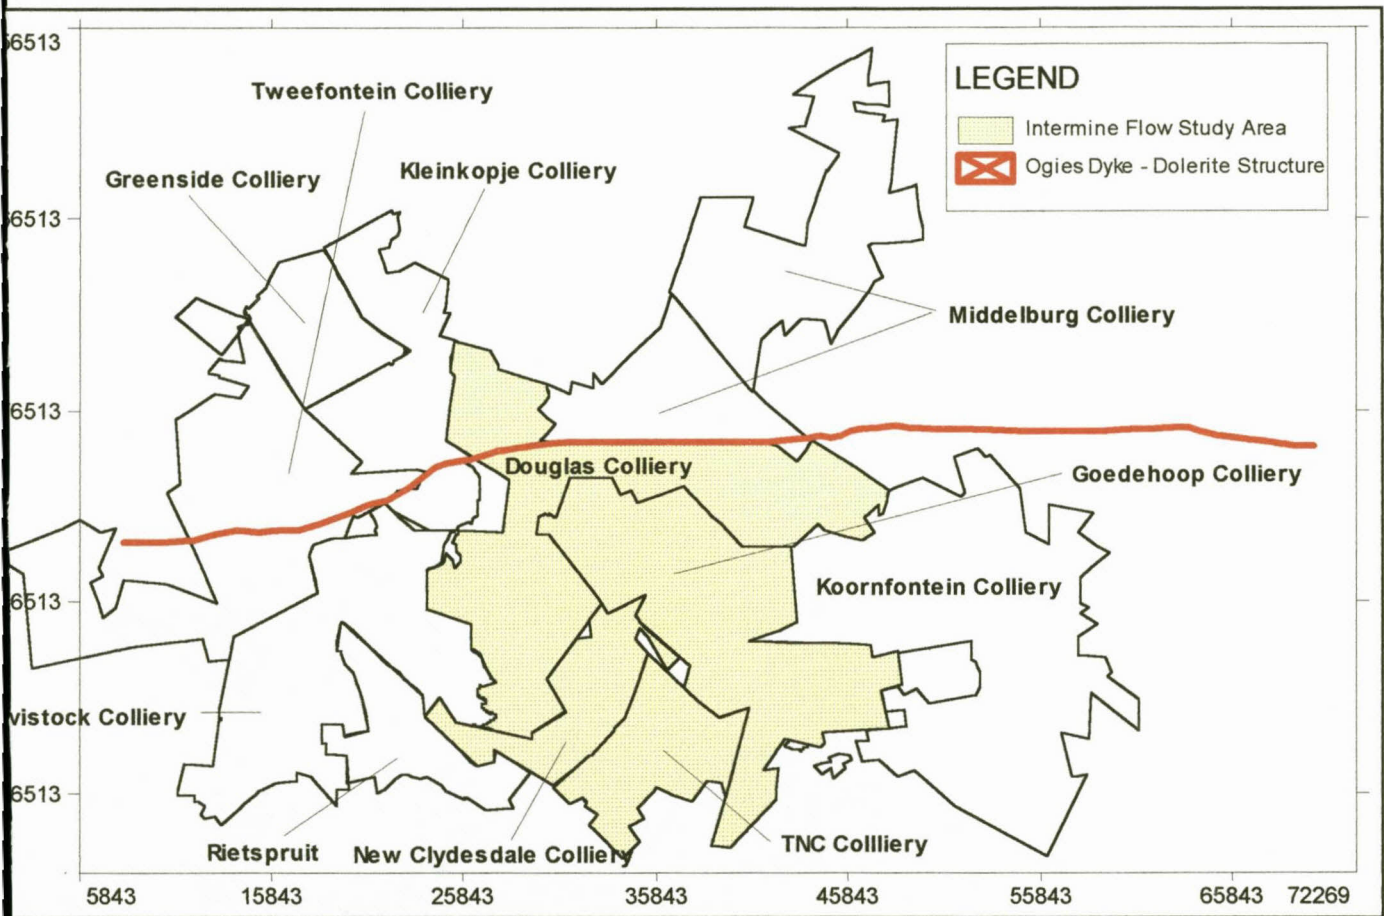 6513
LEGEND
Tweefontein Colliery
Intermine Flow Study Area
Ogies Dyke - Dolerite Structure
Kleinkopje Colliery
Greenside Colliery
6513
Middelburg Colliery
6513
Douglas Colliery
Goedehoop Colliery
Koornfontein Colliery
6513
vistock Colliery
6513
TNC Collliery
Rietspruit
New Clydesdale Colliery
5843 15843 25843 35843 45843 55843 65843 72269